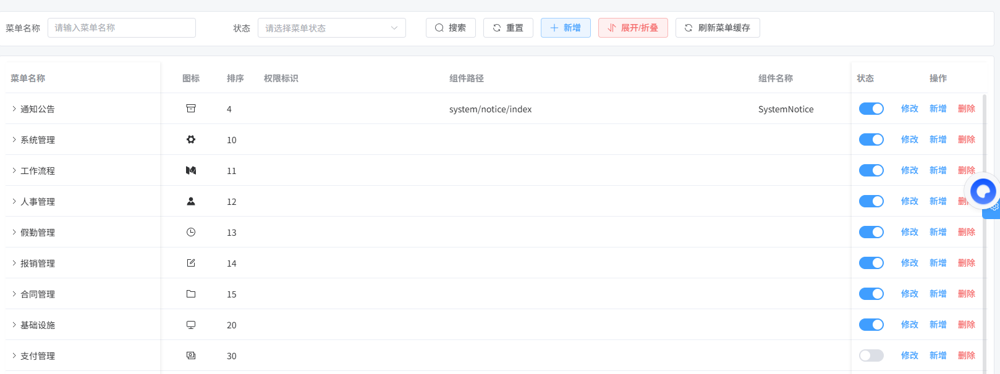 菜单名称 请输入菜单名称 状态 请选择菜单状态 搜索 重置 新增 展开/折叠 刷新菜单缓存
菜单名称 图标 排序 权限标识 组件路径 组件名称 状态 操作
通知公告 4 system/notice/index SystemNotice 修改 新增 删除
系统管理 10 修改 新增 删除
工作流程 11 修改 新增 删除
人事管理 12 修改 新增 删
假勤管理 13 修改 新增 删除
报销管理 14 修改 新增 删除
合同管理 15 修改 新增 删除
基础设施 20 修改 新增 删除
支付管理 30 修改 新增 删除